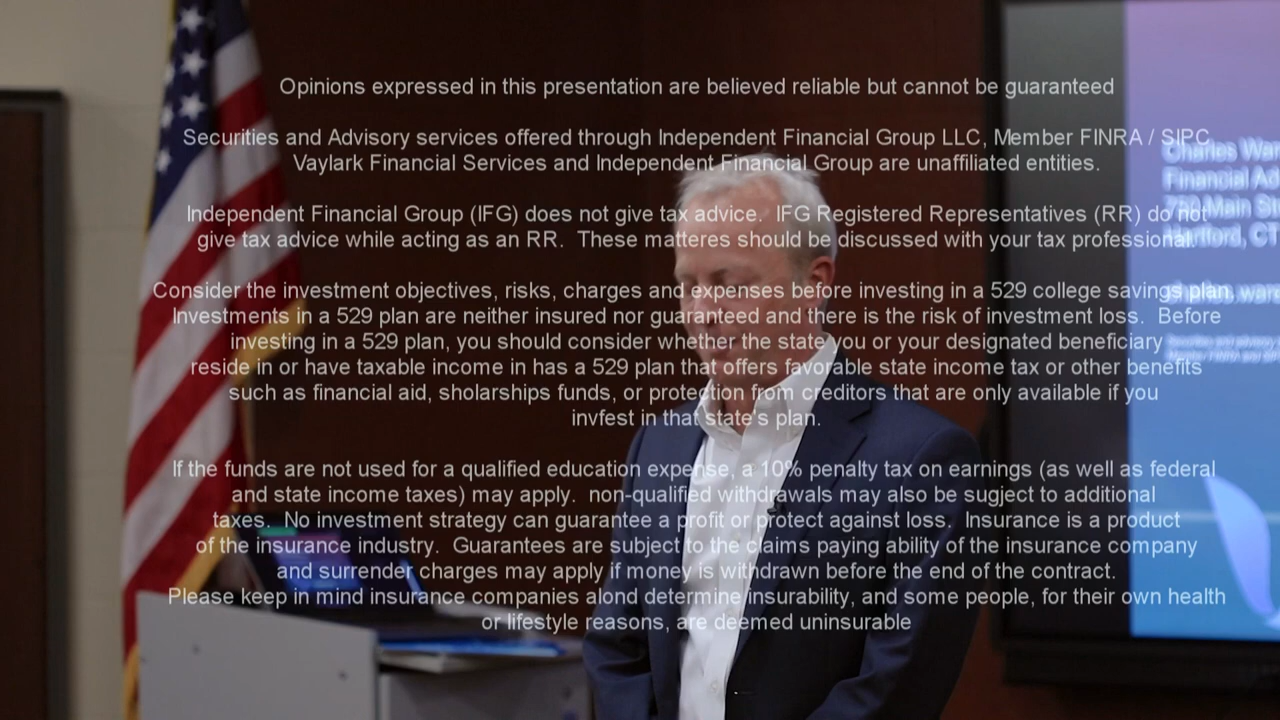 Opinions expressed in this presentation are believed reliable but cannot be guaranteed
Securities and Advisory services offered through Independent Financial Group LLC, Member FINRA / SIPC
Vaylark Financial Services and Independent Financial Group are unaffiliated entities.
Independent Financial Group (IFG) does not give tax advice. IFG Registered Representatives (RR) do not
give tax advice while acting as an RR. These matteres should be discussed with your tax professional.
Consider the investment objectives, risks, charges and expenses before investing in a 529 college savings plan.
Investments in a 529 plan are neither insured nor guaranteed and there is the risk of investment loss. Before
investing in a 529 plan, you should consider whether the state you or your designated beneficiary
reside in or have taxable income in has a 529 plan that offers favorable state income tax or other benefits
such as financial aid, sholarships funds, or protection from creditors that are only available if you
invfest in that state's plan.
If the funds are not used for a qualified education expense, a 10% penalty tax on earnings (as well as federal
and state income taxes) may apply. non-qualified withdrawals may also be sugject to additional
taxes. No investment strategy can guarantee a profit or protect against loss. Insurance is a product
of the insurance industry. Guarantees are subject to the claims paying ability of the insurance company
and surrender charges may apply if money is withdrawn before the end of the contract.
Please keep in mind insurance companies alond determine insurability, and some people, for their own health
or lifestyle reasons, are deemed uninsurable
Charles War
Financial Ad
Main St
Hartford, CT